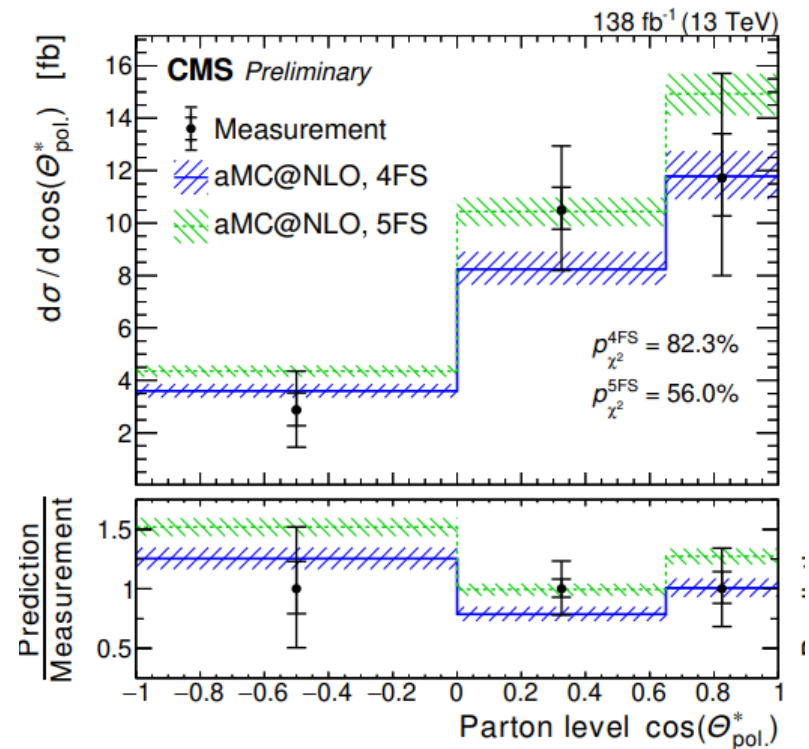 138 fb⁻¹ (13 TeV)
CMS Preliminary
Measurement
aMC@NLO, 4FS
aMC@NLO, 5FS
dσ / d cos(Θ*pol.) [fb]
16
14
12
10
8
6
4
2
p4FSχ² = 82.3%
p5FSχ² = 56.0%
Prediction
Measurement
1.5
1
0.5
−1 −0.8 −0.6 −0.4 −0.2 0 0.2 0.4 0.6 0.8 1
Parton level cos(Θ*pol.)